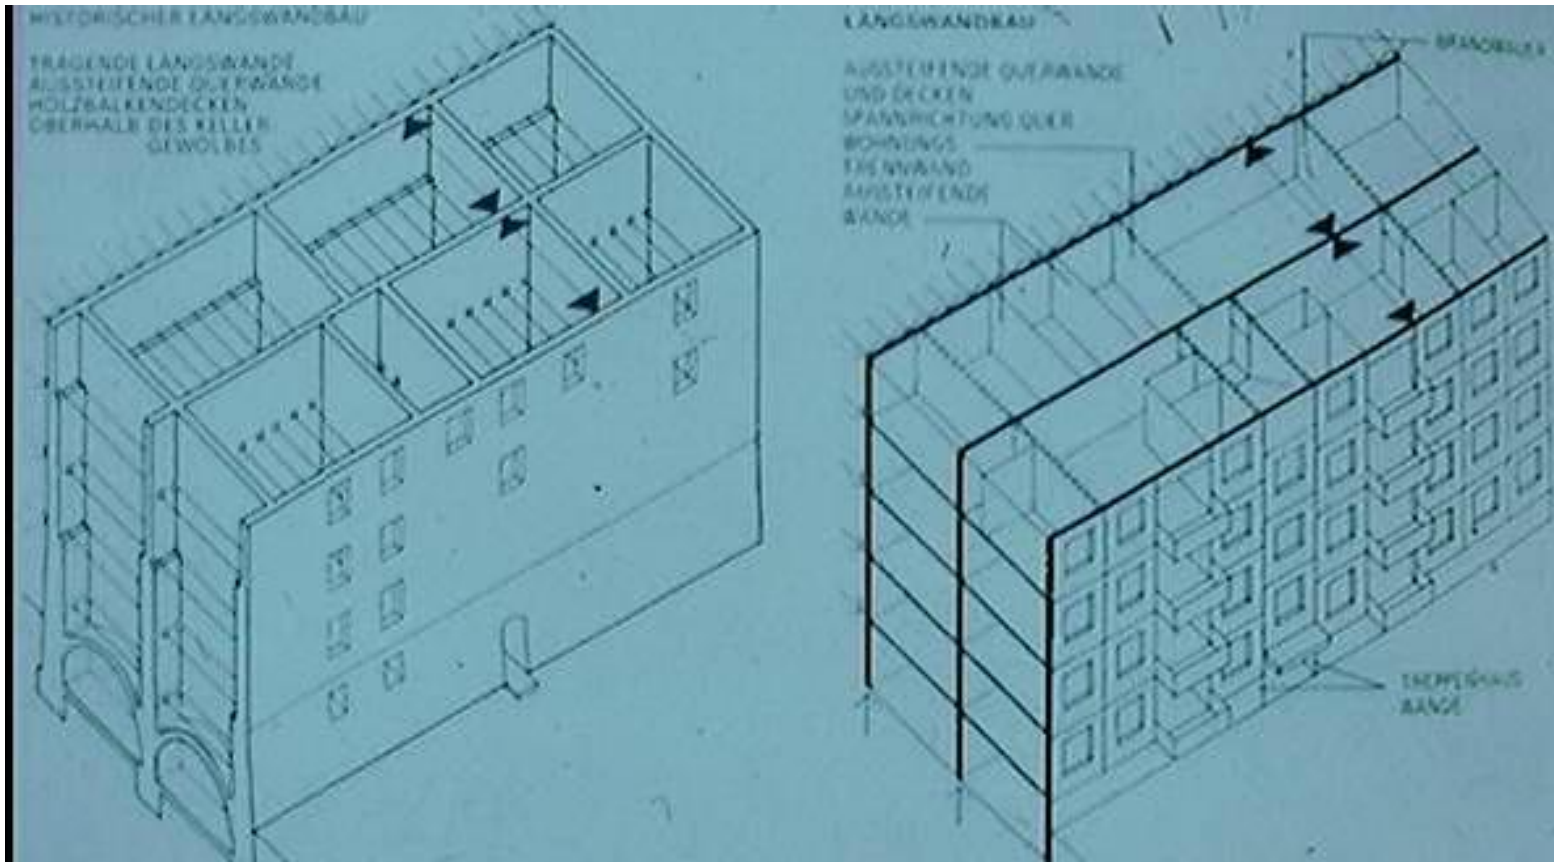 HISTORISCHER LÄNGSWANDBAU
TRAGENDE LÄNGSWÄNDE
AUSSTEIFENDE QUERWÄNDE
HOLZBALKENDECKEN
OBERHALB DES KELLER
GEWÖLBES
LÄNGSWANDBAU
AUSSTEIFENDE QUERWÄNDE
UND DECKEN
SPANNRICHTUNG QUER
WOHNUNGS
TRENNWAND
AUSSTEIFENDE
WÄNDE
BRANDMAUER
TREPPENHAUS
WÄNDE